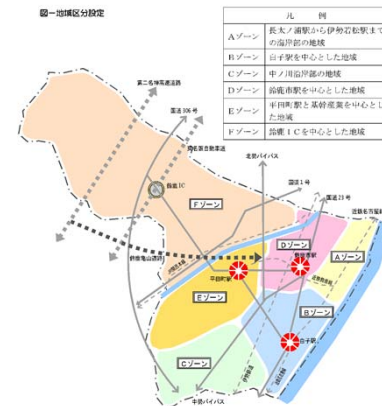 図－地域区分設定
凡 例
Aゾーン 長太ノ浦駅から伊勢若松駅まで
の海岸部の地域
Bゾーン 白子駅を中心とした地域
Cゾーン 中ノ川沿岸部の地域
Dゾーン 鈴鹿市駅を中心とした地域
Eゾーン 平田町駅と基幹産業を中心とし
た地域
Fゾーン 鈴鹿ICを中心とした地域
第二名神高速道路
国道306号
東名阪自動車道
北勢バイパス
鈴鹿IC
国道1号
国道23号
近鉄名古屋線
Fゾーン
Dゾーン
鈴鹿市駅
Aゾーン
平田町駅
Eゾーン
Bゾーン
白子駅
Cゾーン
伊勢鉄道
中勢バイパス